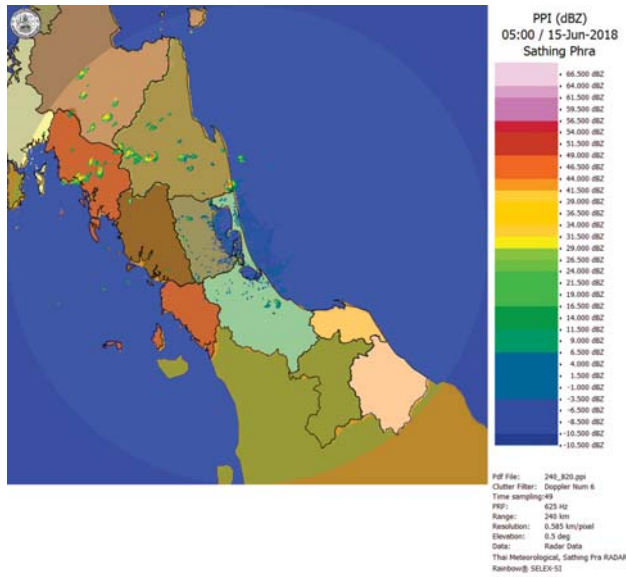 PPI (dBZ)
05:00 / 15-Jun-2018
Sathing Phra
66.500 dBZ
64.000 dBZ
61.500 dBZ
59.500 dBZ
56.500 dBZ
54.000 dBZ
51.500 dBZ
49.000 dBZ
46.500 dBZ
44.000 dBZ
41.500 dBZ
39.000 dBZ
36.500 dBZ
34.000 dBZ
31.500 dBZ
29.000 dBZ
26.500 dBZ
24.000 dBZ
21.500 dBZ
19.000 dBZ
16.500 dBZ
14.000 dBZ
11.500 dBZ
9.000 dBZ
6.500 dBZ
4.000 dBZ
1.500 dBZ
-1.000 dBZ
-3.500 dBZ
-6.500 dBZ
-8.500 dBZ
-10.500 dBZ
-10.500 dBZ
Pdf File: 240_820.ppi
Clutter Filter: Doppler Num 6
Time sampling:49
PRF: 625 Hz
Range: 240 km
Resolution: 0.585 km/pixel
Elevation: 0.5 deg
Data: Radar Data
Thai Meteorological, Sathing Pra RADAR
Rainbow® SELEX-SI